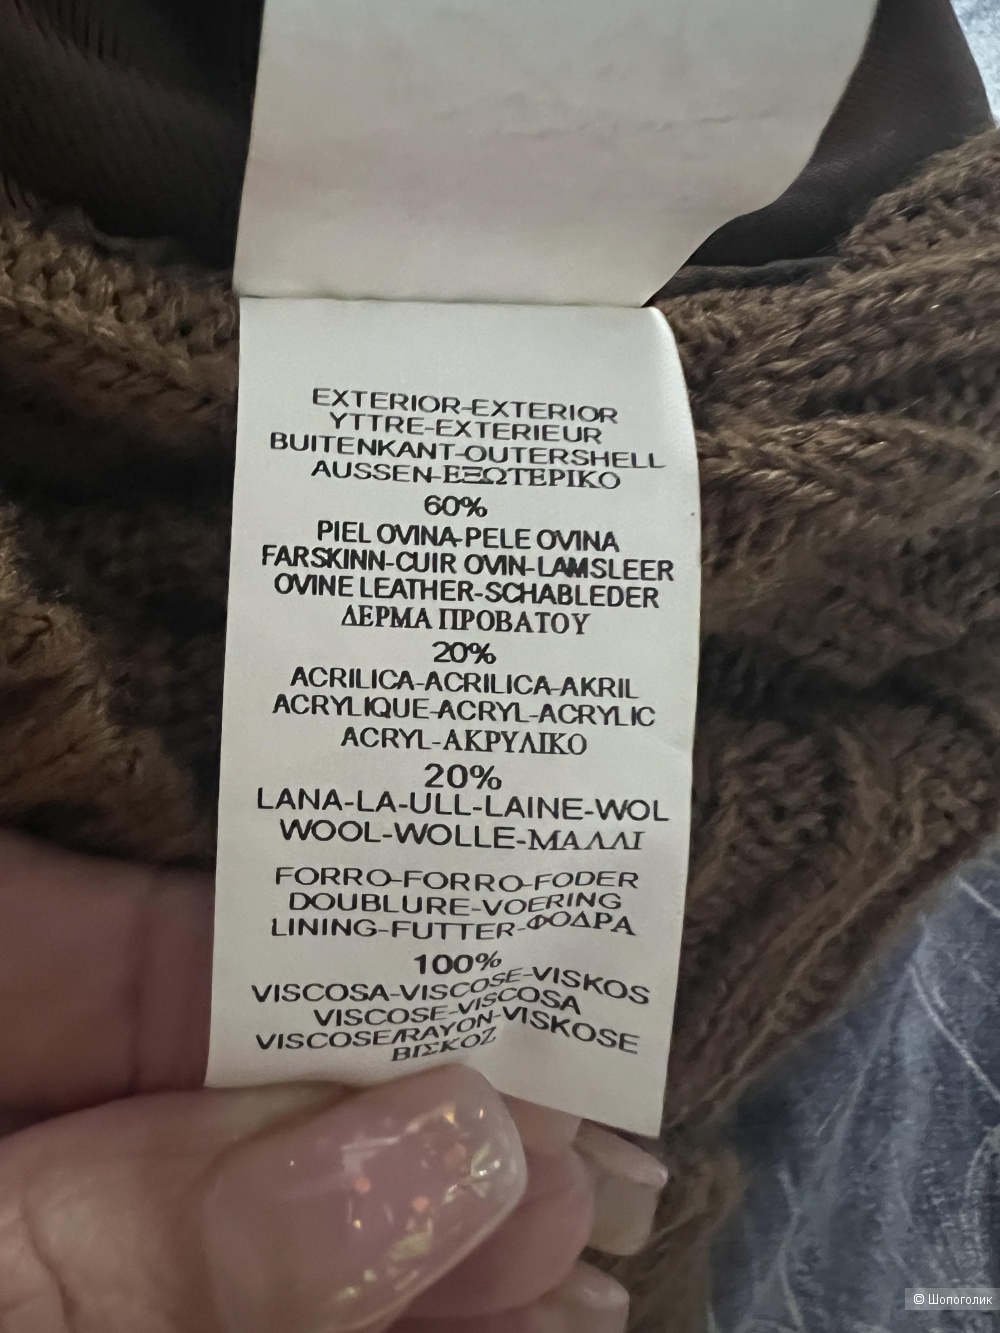 EXTERIOR-EXTERIOR
YTTRE-EXTERIEUR
BUITENKANT-OUTERSHELL
AUSSEN-ΕΞΩΤΕΡΙΚΟ
60%
PIEL OVINA-PELE OVINA
FARSKINN-CUIR OVIN-LAMSLEER
OVINE LEATHER-SCHABLEDER
ΔΕΡΜΑ ΠΡΟΒΑΤΟΥ
20%
ACRILICA-ACRILICA-AKRIL
ACRYLIQUE-ACRYL-ACRYLIC
ACRYL-ΑΚΡΥΛΙΚΟ
20%
LANA-LA-ULL-LAINE-WOL
WOOL-WOLLE-ΜΑΛΛΙ
FORRO-FORRO-FODER
DOUBLURE-VOERING
LINING-FUTTER-ΦΟΔΡΑ
100%
VISCOSA-VISCOSE-VISKOS
VISCOSE-VISCOSA
VISCOSE/RAYON-VISKOSE
ΒΙΣΚΟΖ
© Шопоголик